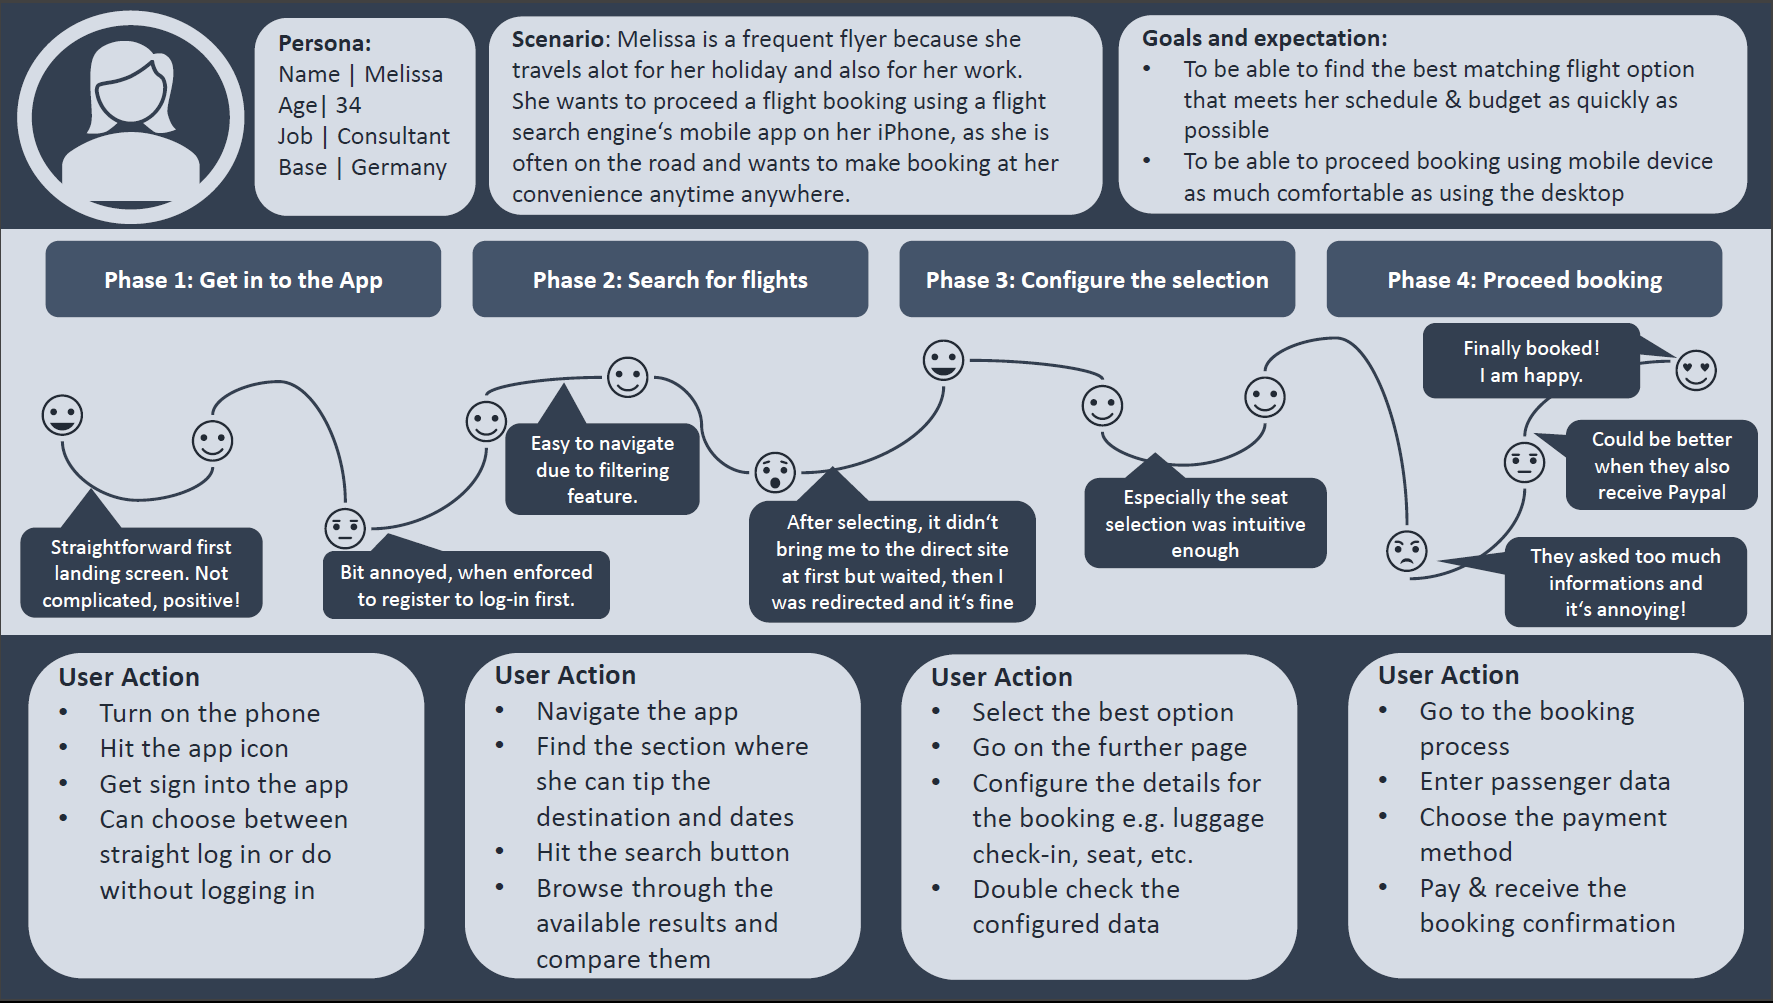 Persona:
Name | Melissa
Age| 34
Job | Consultant
Base | Germany
Scenario: Melissa is a frequent flyer because she
travels alot for her holiday and also for her work.
She wants to proceed a flight booking using a flight
search engine‘s mobile app on her iPhone, as she is
often on the road and wants to make booking at her
convenience anytime anywhere.
Goals and expectation:
• To be able to find the best matching flight option
that meets her schedule & budget as quickly as
possible
• To be able to proceed booking using mobile device
as much comfortable as using the desktop
Phase 1: Get in to the App
Phase 2: Search for flights
Phase 3: Configure the selection
Phase 4: Proceed booking
Straightforward first
landing screen. Not
complicated, positive!
Bit annoyed, when enforced
to register to log-in first.
Easy to navigate
due to filtering
feature.
After selecting, it didn‘t
bring me to the direct site
at first but waited, then I
was redirected and it‘s fine
Especially the seat
selection was intuitive
enough
They asked too much
informations and
it‘s annoying!
Could be better
when they also
receive Paypal
Finally booked!
I am happy.
User Action
• Turn on the phone
• Hit the app icon
• Get sign into the app
• Can choose between
straight log in or do
without logging in
User Action
• Navigate the app
• Find the section where
she can tip the
destination and dates
• Hit the search button
• Browse through the
available results and
compare them
User Action
• Select the best option
• Go on the further page
• Configure the details for
the booking e.g. luggage
check-in, seat, etc.
• Double check the
configured data
User Action
• Go to the booking
process
• Enter passenger data
• Choose the payment
method
• Pay & receive the
booking confirmation